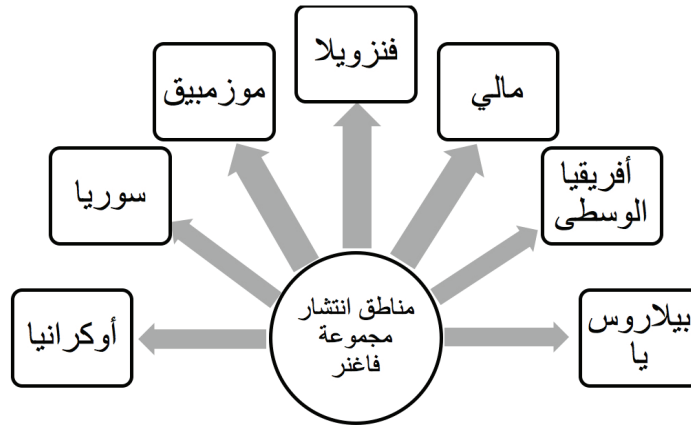 فنزويلا
مالي
موزمبيق
أفريقيا
الوسطى
سوريا
بيلاروس
يا
أوكرانيا
مناطق انتشار
مجموعة
فاغنر